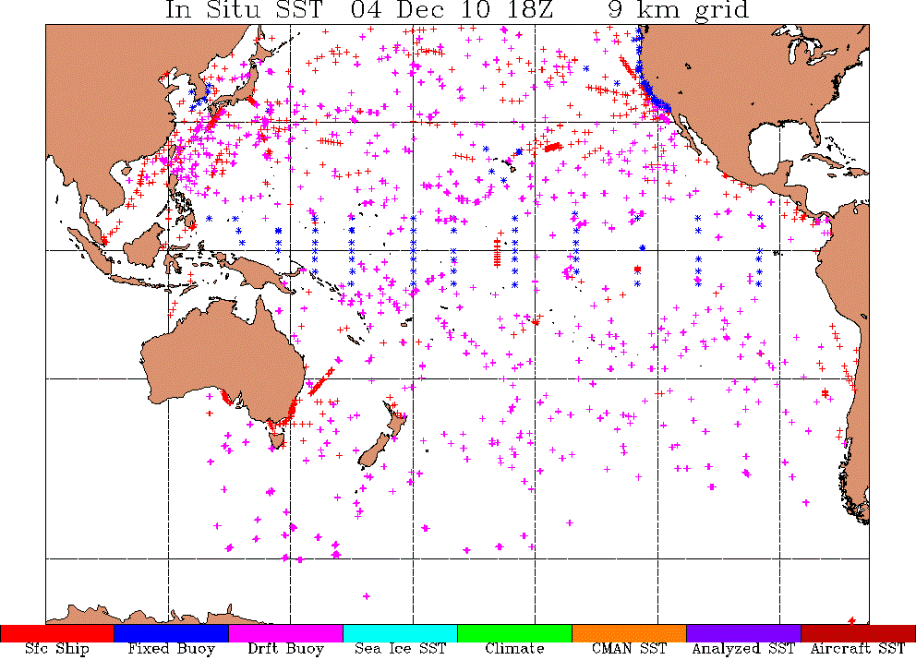 In Situ SST 04 Dec 10 18Z 9 km grid
Sfc Ship Fixed Buoy Drft Buoy Sea Ice SST Climate CMAN SST Analyzed SST Aircraft SST